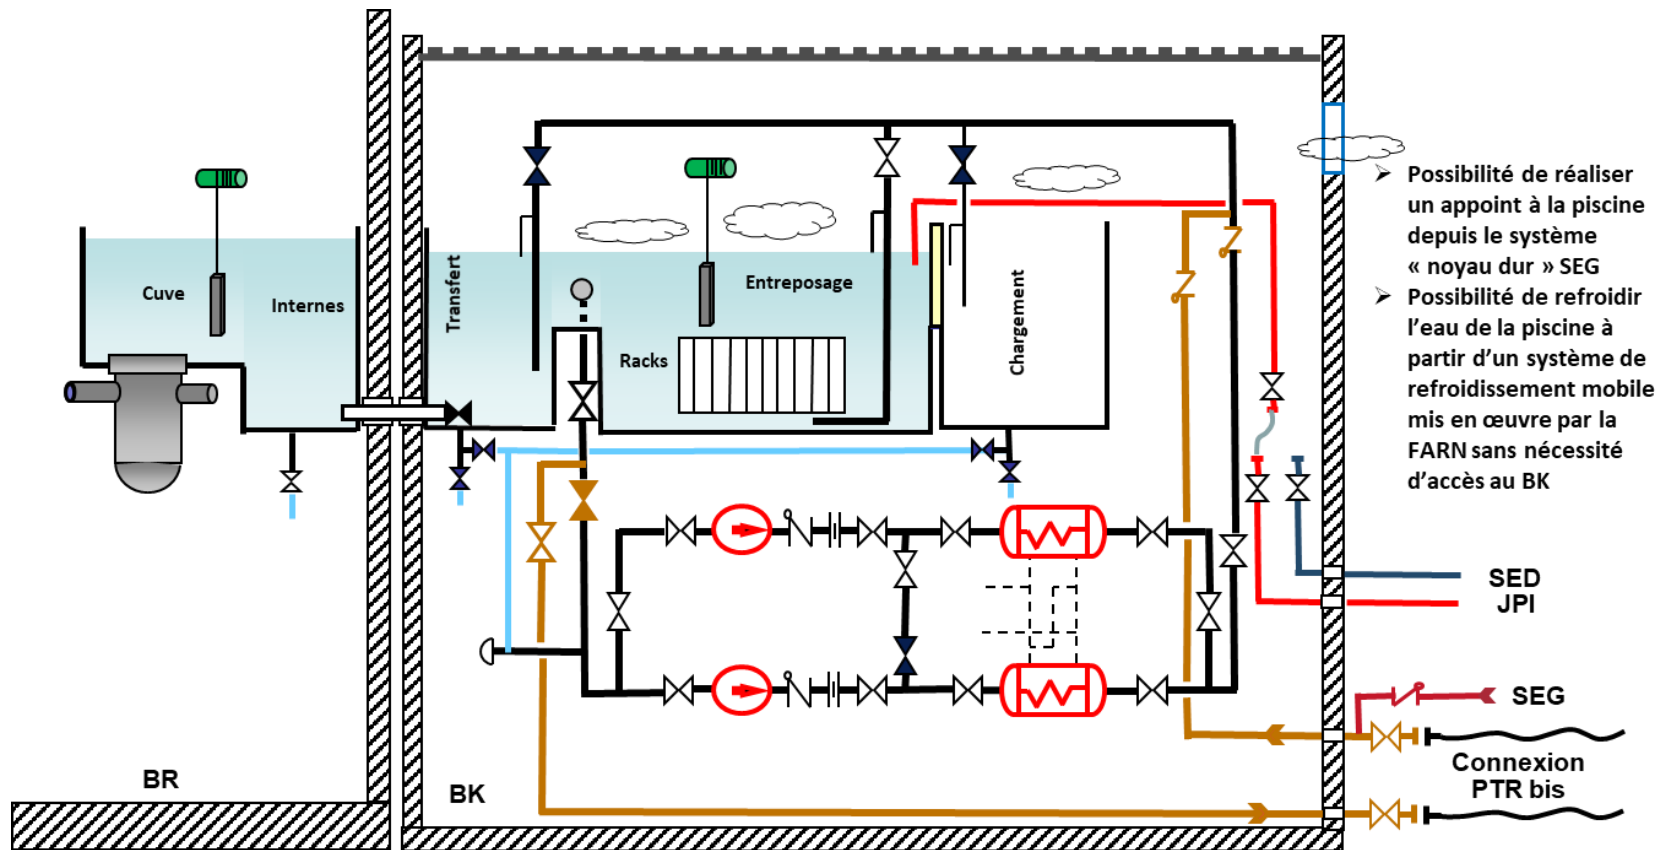 ➢ Possibilité de réaliser
un appoint à la piscine
depuis le système
« noyau dur » SEG
➢ Possibilité de refroidir
l'eau de la piscine à
partir d'un système de
refroidissement mobile
mis en œuvre par la
FARN sans nécessité
d'accès au BK
Cuve
Internes
Transfert
Entreposage
Racks
Chargement
SED
JPI
SEG
Connexion
PTR bis
BR
BK